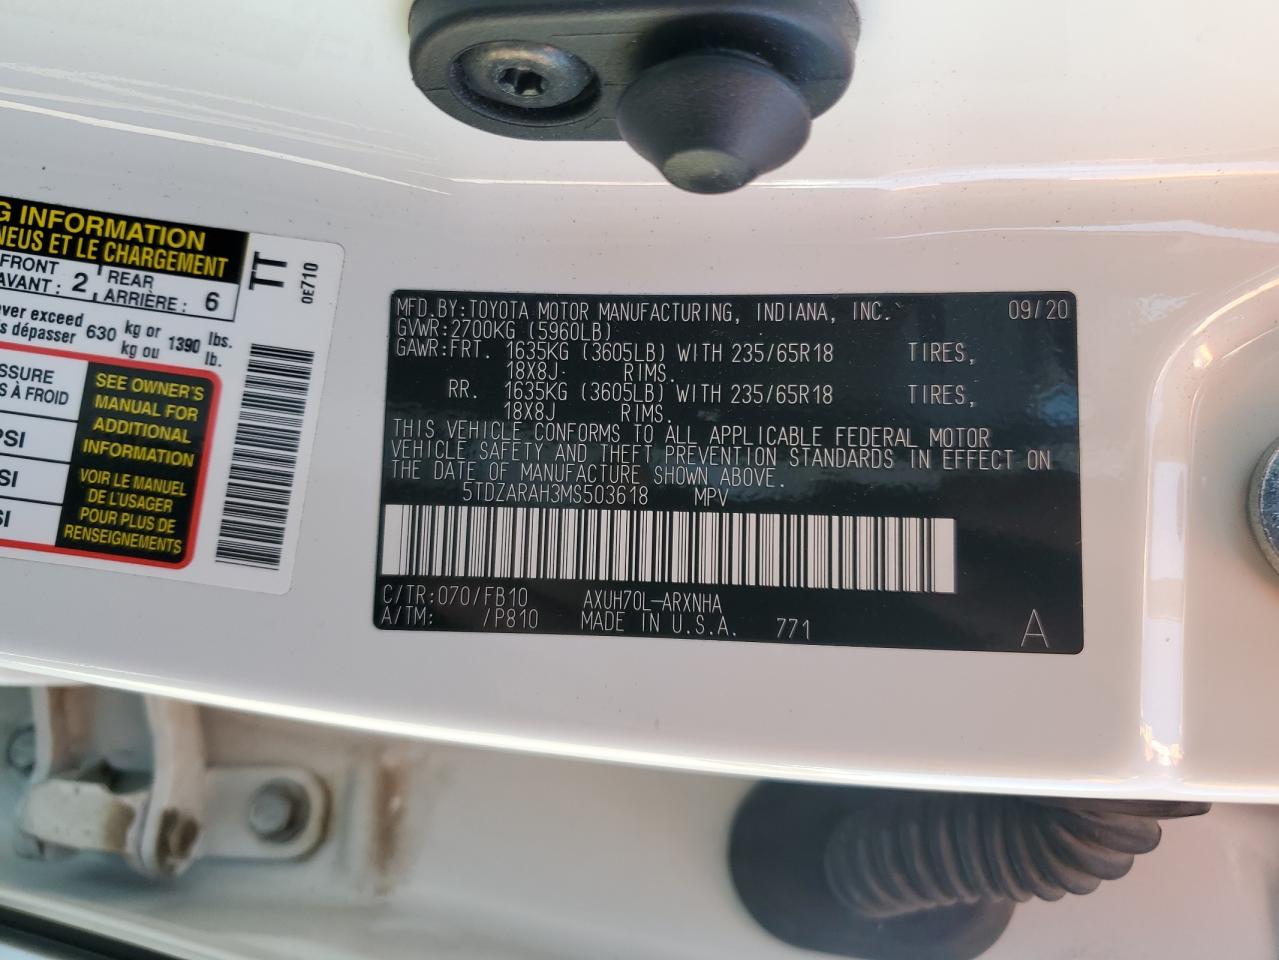 G INFORMATION
NEUS ET LE CHARGEMENT
FRONT
AVANT : 2
REAR
ARRIÈRE : 6
TT
0E710
ver exceed
s dépasser 630 kg or kg ou 1390 lbs. lb.
SSURE
S À FROID
PSI
SI
SI
SEE OWNER'S
MANUAL FOR
ADDITIONAL
INFORMATION
VOIR LE MANUEL
DE L'USAGER
POUR PLUS DE
RENSEIGNEMENTS
MFD.BY:TOYOTA MOTOR MANUFACTURING, INDIANA, INC. 09/20
GVWR:2700KG (5960LB)
GAWR:FRT. 1635KG (3605LB) WITH 235/65R18 TIRES,
18X8J RIMS.
RR. 1635KG (3605LB) WITH 235/65R18 TIRES,
18X8J RIMS.
THIS VEHICLE CONFORMS TO ALL APPLICABLE FEDERAL MOTOR
VEHICLE SAFETY AND THEFT PREVENTION STANDARDS IN EFFECT ON
THE DATE OF MANUFACTURE SHOWN ABOVE.
5TDZARAH3MS503618 MPV
C/TR:070/FB10 AXUH70L-ARXNHA
A/TM: /P810 MADE IN U.S.A. 771 A